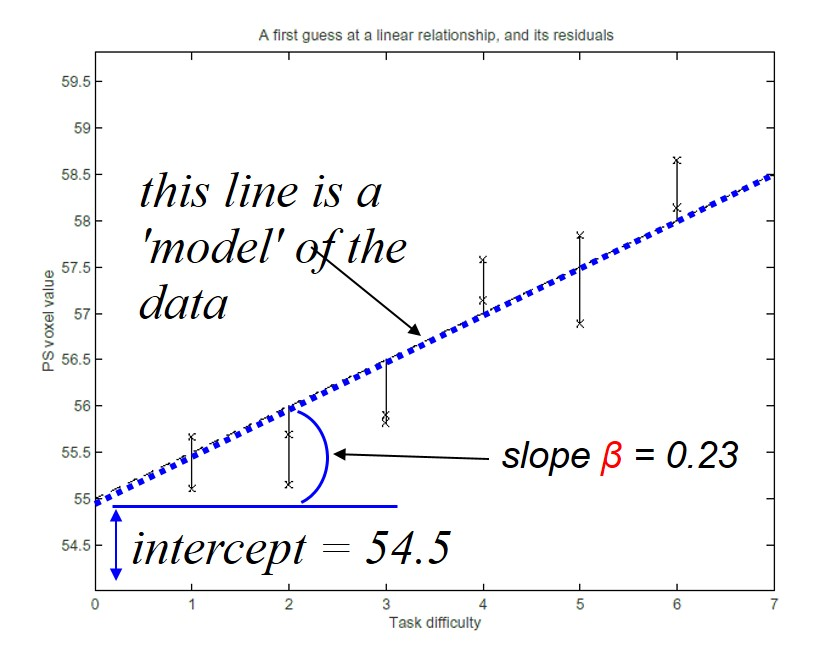 A first guess at a linear relationship, and its residuals
59.5
59
58.5
58
57.5
57
56.5
56
55.5
55
54.5
PS voxel value
this line is a
'model' of the
data
slope β = 0.23
intercept = 54.5
0 1 2 3 4 5 6 7
Task difficulty